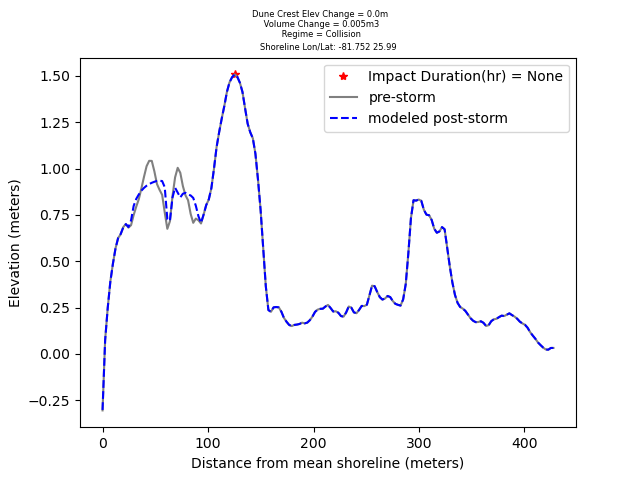 Dune Crest Elev Change = 0.0m
Volume Change = 0.005m3
Regime = Collision
Shoreline Lon/Lat: -81.752 25.99
Impact Duration(hr) = None
pre-storm
modeled post-storm
1.50
1.25
1.00
0.75
0.50
0.25
0.00
−0.25
Elevation (meters)
0 100 200 300 400
Distance from mean shoreline (meters)